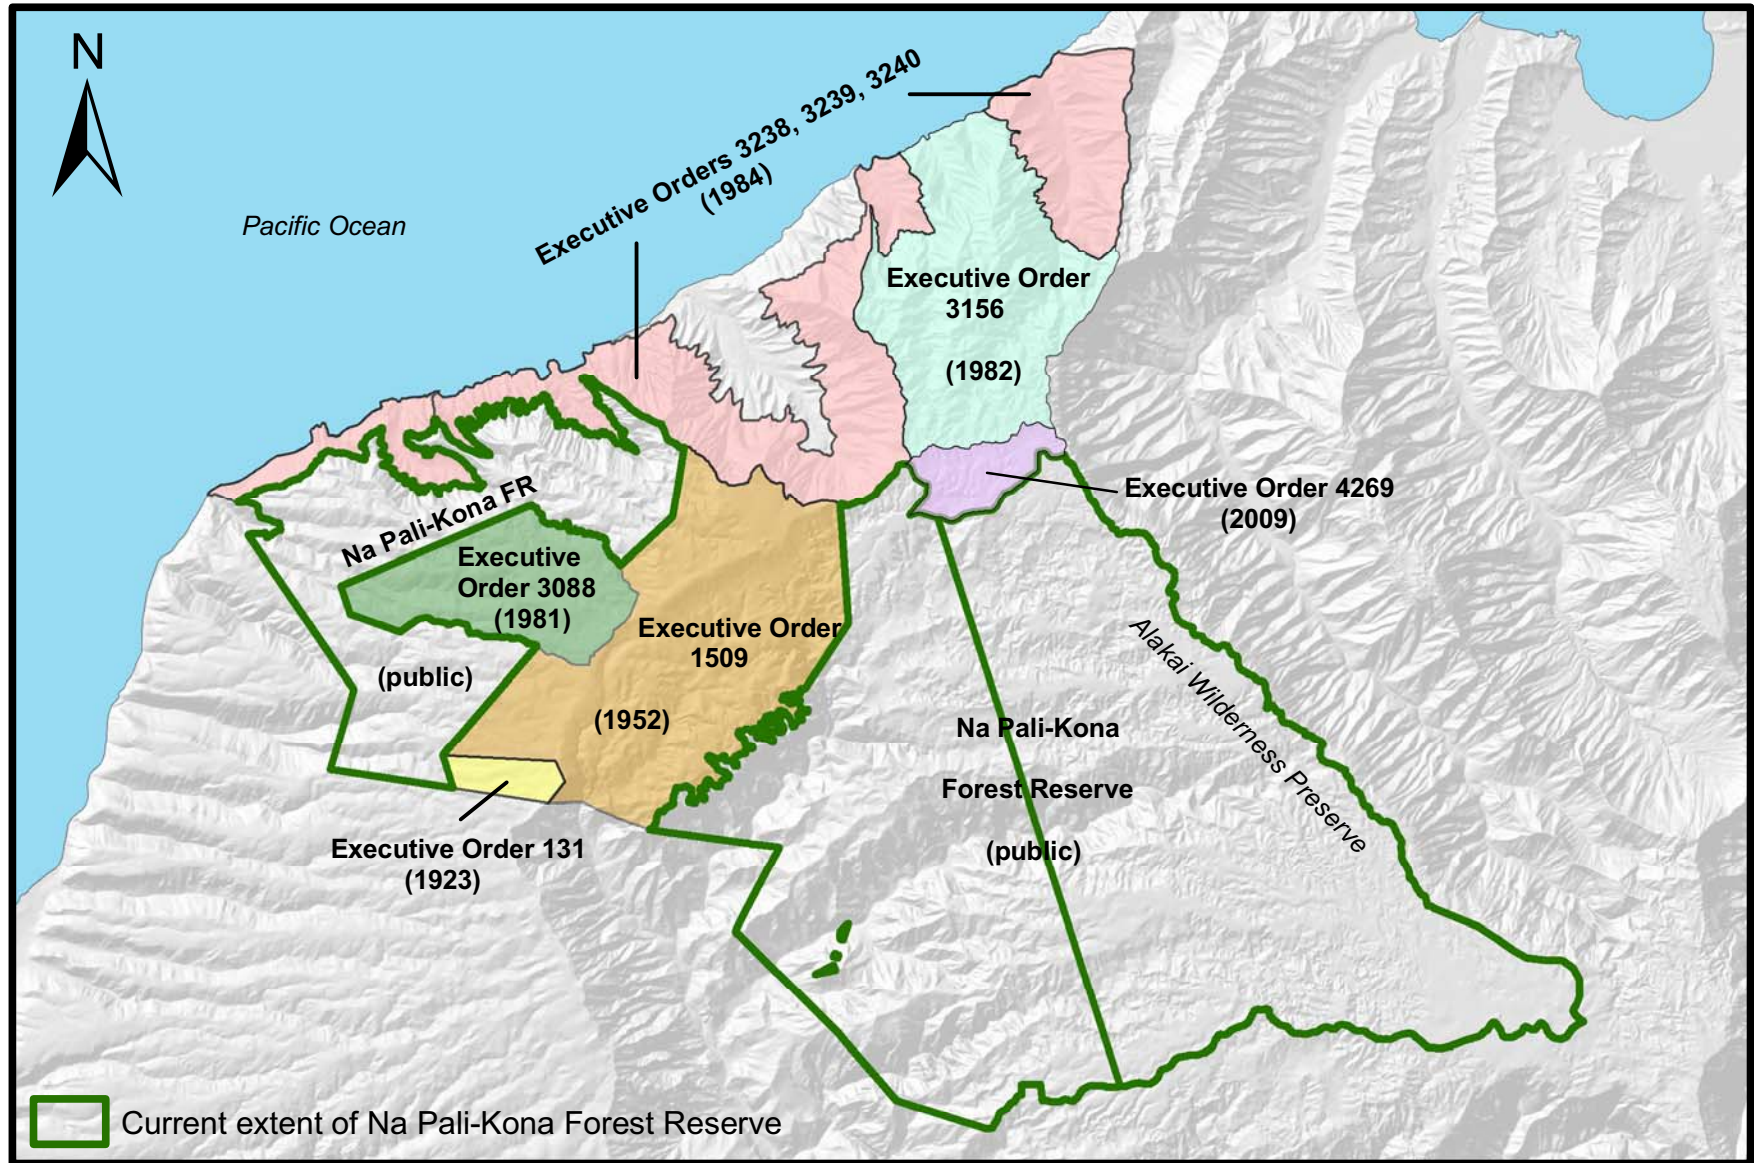 N
Pacific Ocean
Executive Orders 3238, 3239, 3240
(1984)
Executive Order
3156
(1982)
Executive Order 4269
(2009)
Na Pali-Kona FR
Executive
Order 3088
(1981)
Executive Order
1509
(1952)
(public)
Executive Order 131
(1923)
Na Pali-Kona
Forest Reserve
(public)
Alakai Wilderness Preserve
Current extent of Na Pali-Kona Forest Reserve